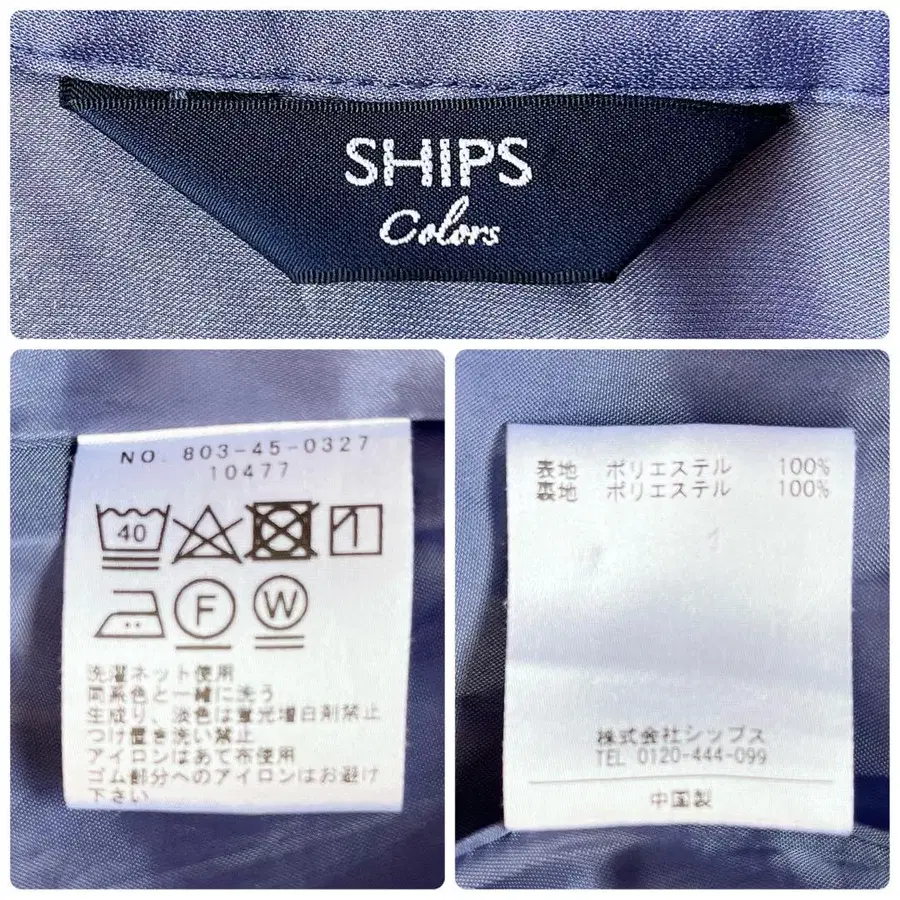 SHIPS
Colors
NO. 803-45-0327
10477
40
F
W
洗濯ネット使用
同系色と一緒に洗う
生成り、淡色は蛍光増白剤禁止
つけ置き洗い禁止
アイロンはあて布使用
ゴム部分へのアイロンはお避け
下さい
表地 ポリエステル 100%
裏地 ポリエステル 100%
株式会社シップス
TEL 0120-444-099
中国製